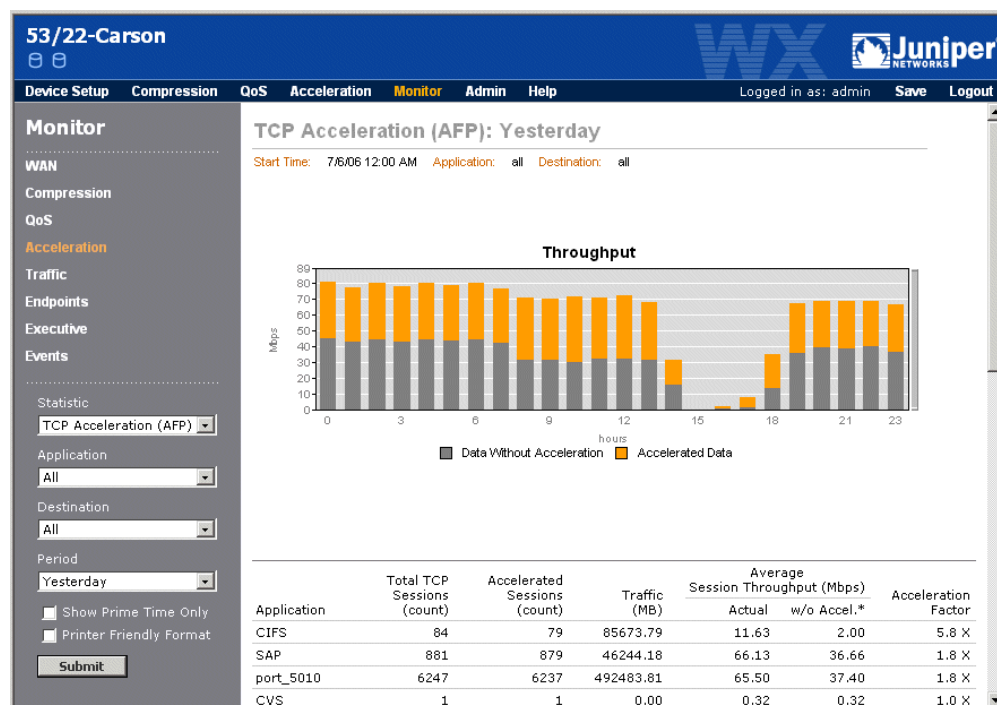 53/22-Carson
WX
Juniper
NETWORKS
Device Setup Compression QoS Acceleration Monitor Admin Help Logged in as: admin Save Logout
Monitor
WAN
Compression
QoS
Acceleration
Traffic
Endpoints
Executive
Events
Statistic
TCP Acceleration (AFP)
Application
All
Destination
All
Period
Yesterday
Show Prime Time Only
Printer Friendly Format
Submit
TCP Acceleration (AFP): Yesterday
Start Time: 7/6/06 12:00 AM Application: all Destination: all
Throughput
89
80
70
60
50
40
30
20
10
0
Mbps
0 3 6 9 12 15 18 21 23
hours
Data Without Acceleration Accelerated Data
Application Total TCP Sessions (count) Accelerated Sessions (count) Traffic (MB) Average Session Throughput (Mbps) Actual w/o Accel.* Acceleration Factor
CIFS 84 79 85673.79 11.63 2.00 5.8 X
SAP 881 879 46244.18 66.13 36.66 1.8 X
port_5010 6247 6237 492483.81 65.50 37.40 1.8 X
CVS 1 1 0.00 0.32 0.32 1.0 X